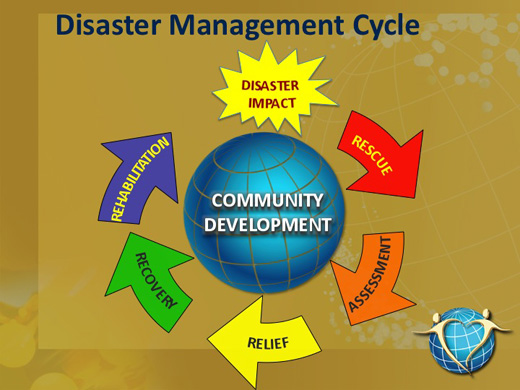 Disaster Management Cycle
DISASTER
IMPACT
RESCUE
ASSESSMENT
RELIEF
RECOVERY
REHABILITATION
COMMUNITY
DEVELOPMENT